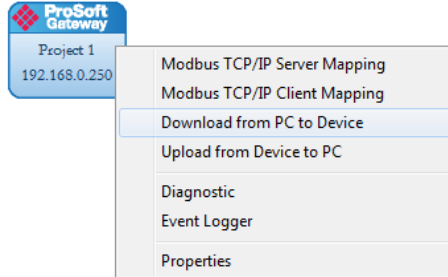 ProSoft
Gateway
Project 1
192.168.0.250
Modbus TCP/IP Server Mapping
Modbus TCP/IP Client Mapping
Download from PC to Device
Upload from Device to PC
Diagnostic
Event Logger
Properties